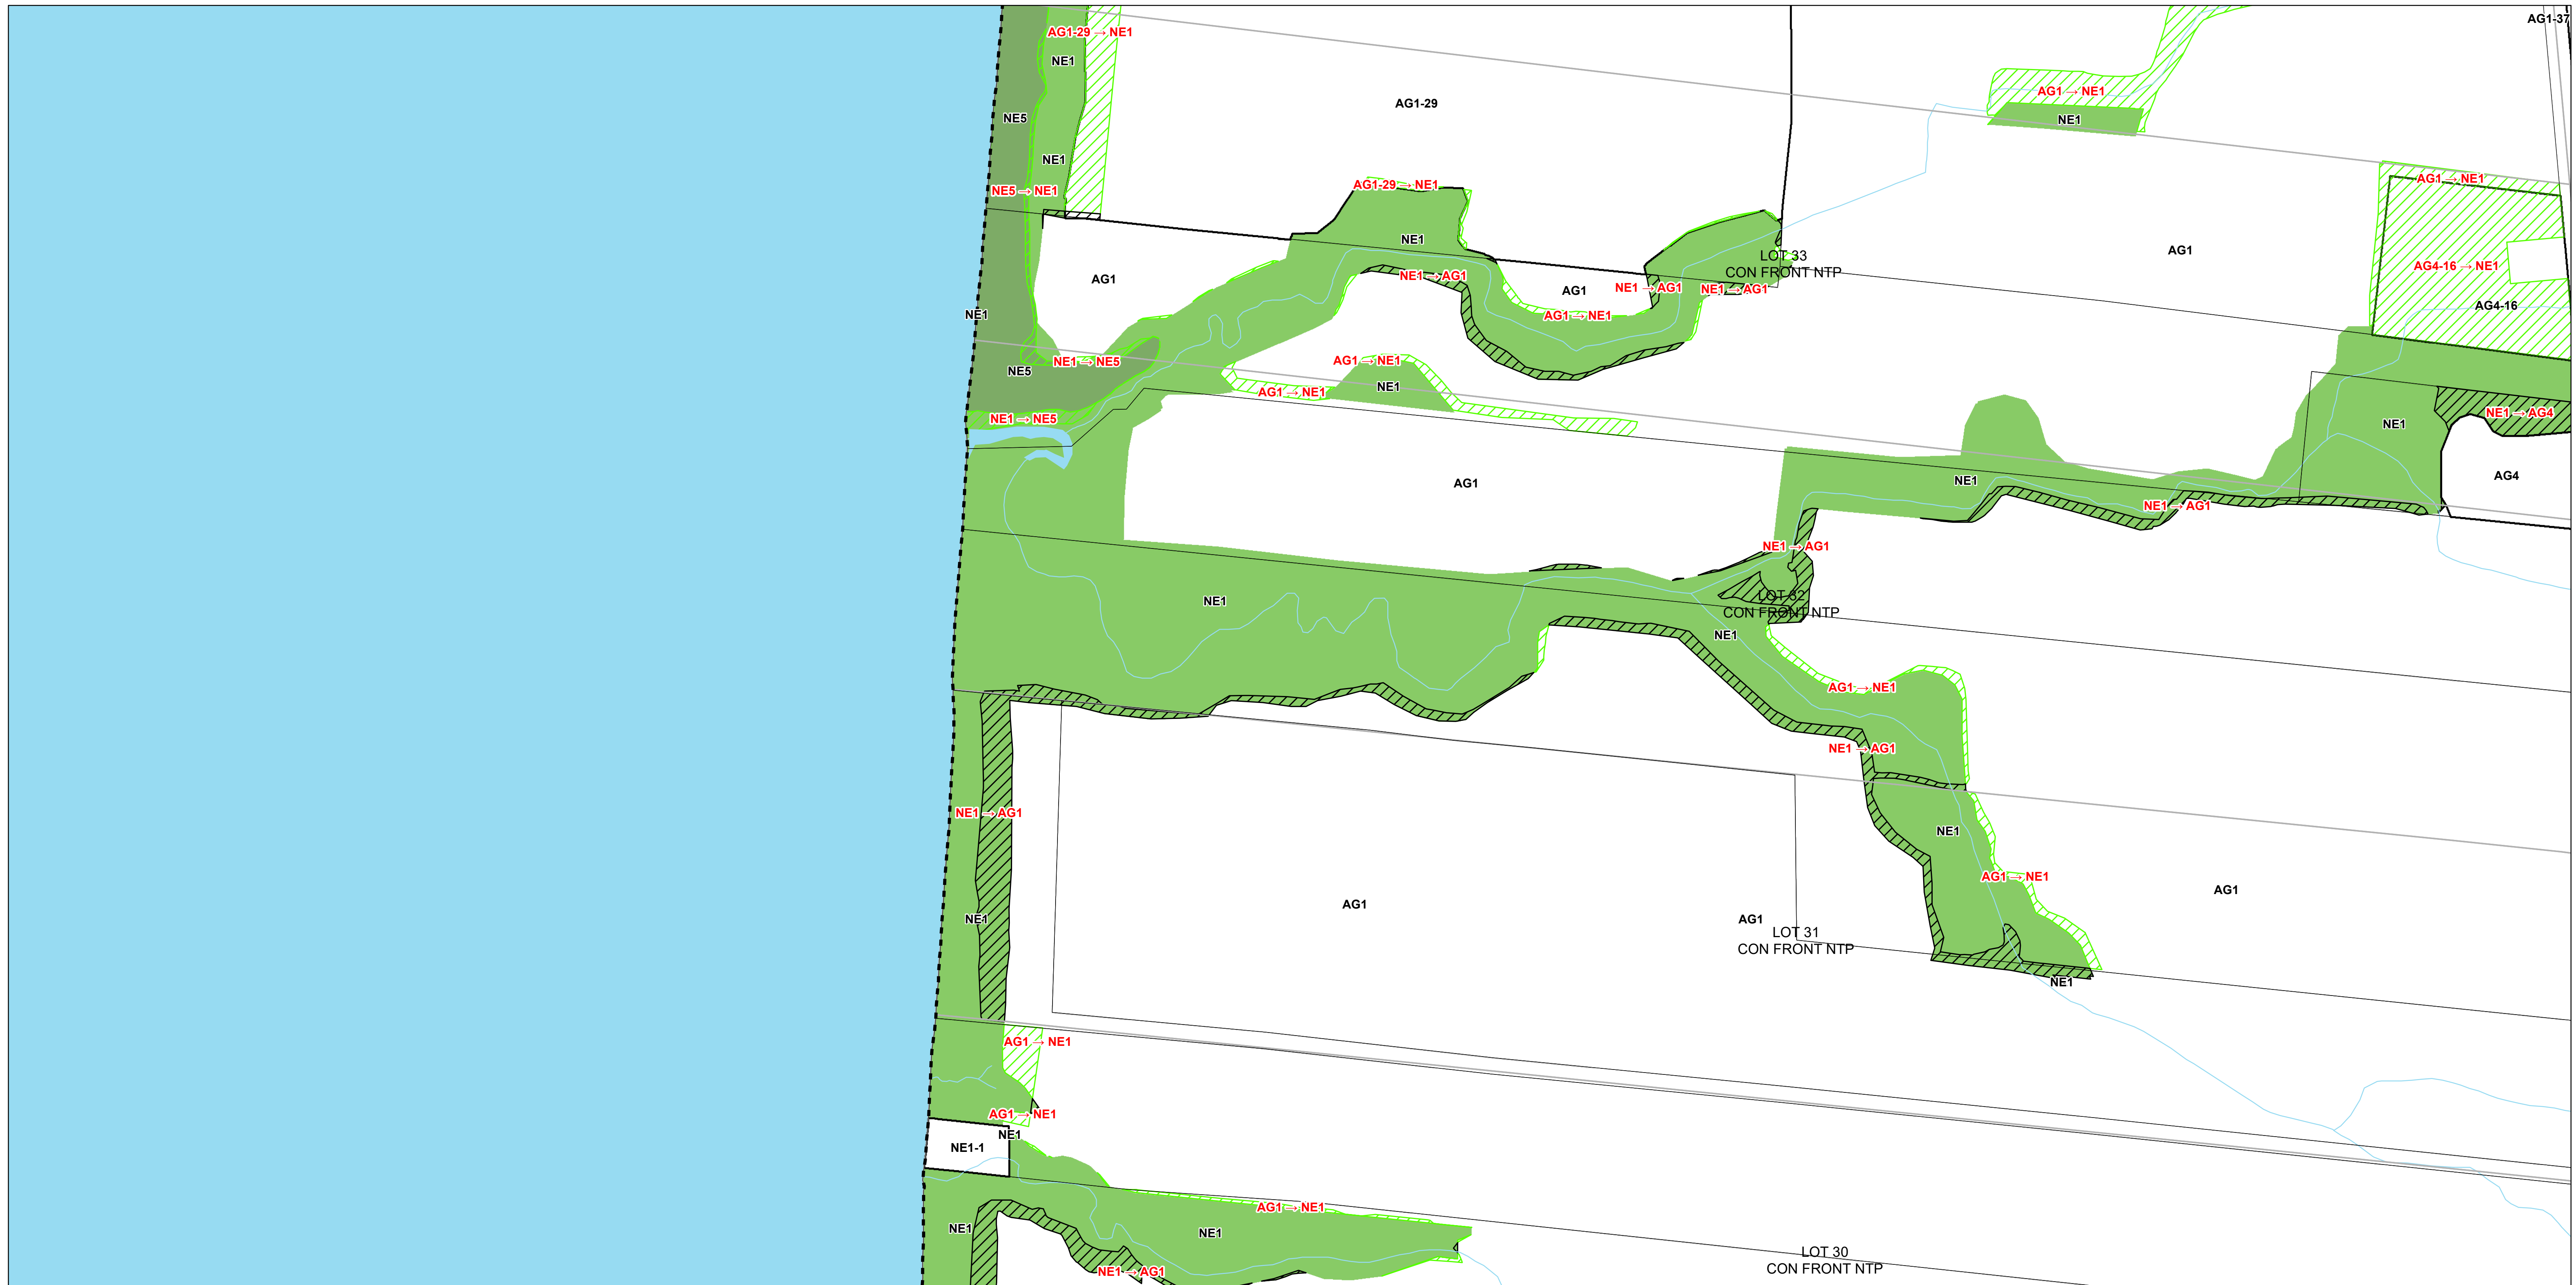 AG1-37
AG1-29 → NE1
NE1
AG1 → NE1
AG1-29
NE5
NE1
NE1
AG1 → NE1
AG1-29 → NE1
NE5 → NE1
NE1
AG1
LOT 33
CON FRONT NTP
AG4-16 → NE1
NE1 → AG1
AG1
NE1 → AG1
AG1
NE1 → AG1
AG4-16
NE1
AG1 → NE1
NE1 → NE5
AG1 → NE1
NE5
NE1
AG1 → NE1
NE1 → AG4
NE1 → NE5
NE1
AG4
NE1
AG1
NE1 → AG1
NE1 → AG1
LOT 32
CON FRONT NTP
NE1
NE1
AG1 → NE1
NE1 → AG1
NE1 → AG1
NE1
AG1 → NE1
AG1
AG1
NE1
AG1
LOT 31
CON FRONT NTP
NE1
AG1 → NE1
AG1 → NE1
NE1
NE1-1
AG1 → NE1
NE1
NE1
LOT 30
CON FRONT NTP
NE1 → AG1